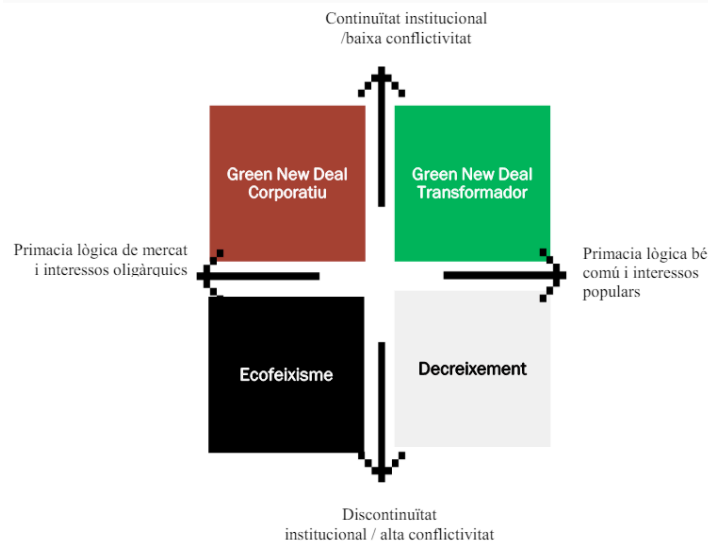 Continuïtat institucional
/baixa conflictivitat
Green New Deal
Corporatiu
Green New Deal
Transformador
Primacia lògica de mercat
i interessos oligàrquics
Primacia lògica bé
comú i interessos
populars
Ecofeixisme
Decreixement
Discontinuïtat
institucional / alta conflictivitat